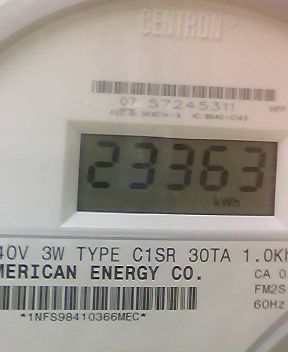 CENTRON®
07 57245311
23363
kWh
40V 3W TYPE C1SR 30TA 1.0Kh
MERICAN ENERGY CO.
CA 0
FM2S
60Hz
*1NFS98410366MEC*